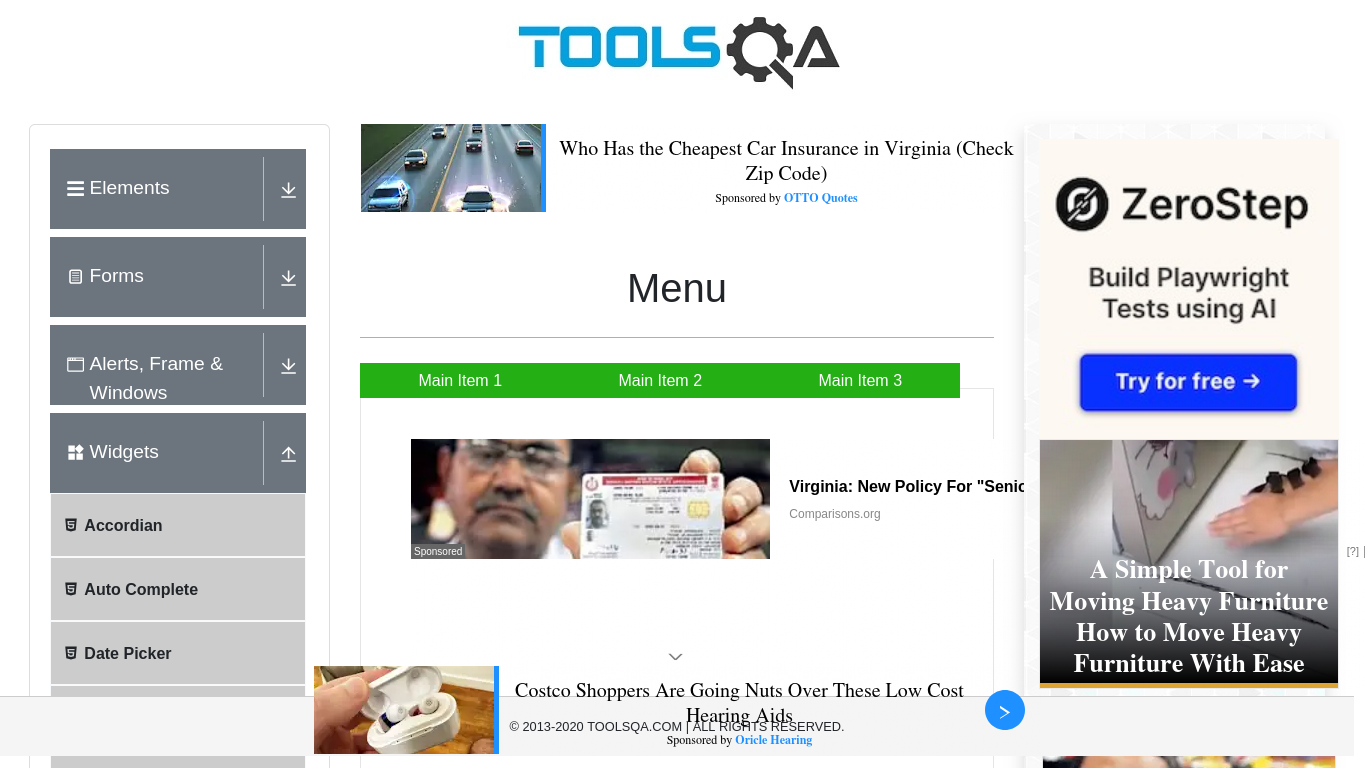 TOOLSQA
Elements
Forms
Alerts, Frame &
Windows
Widgets
Accordian
Auto Complete
Date Picker
Who Has the Cheapest Car Insurance in Virginia (Check
Zip Code)
Sponsored by OTTO Quotes
Menu
Main Item 1
Main Item 2
Main Item 3
Sponsored
Virginia: New Policy For "Senio
Comparisons.org
ZeroStep
Build Playwright
Tests using AI
Try for free →
A Simple Tool for
Moving Heavy Furniture
How to Move Heavy
Furniture With Ease
[?]
Costco Shoppers Are Going Nuts Over These Low Cost
Hearing Aids
© 2013-2020 TOOLSQA.COM | ALL RIGHTS RESERVED.
Sponsored by Oricle Hearing